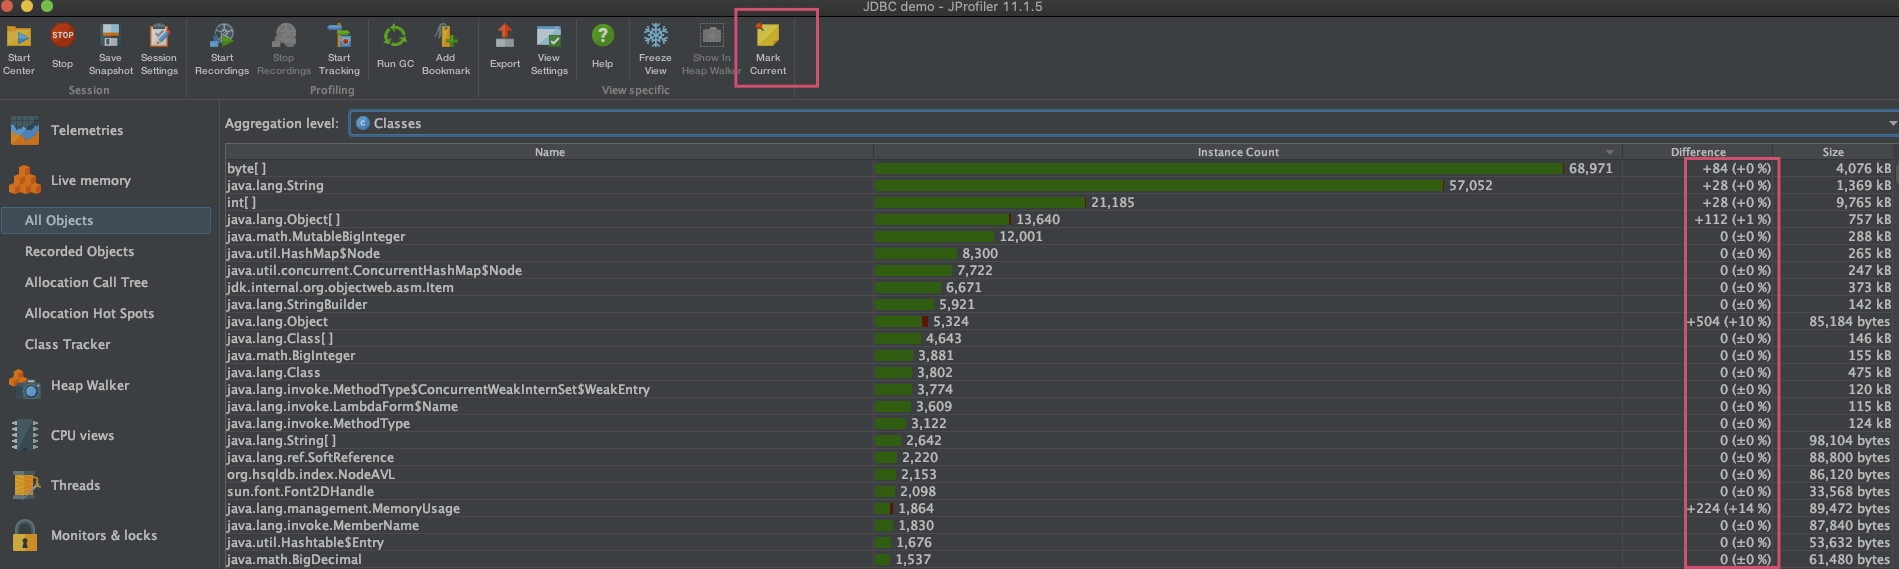 JDBC demo - JProfiler 11.1.5
Start Center
Stop
Save Snapshot
Session Settings
Start Recordings
Stop Recordings
Start Tracking
Run GC
Add Bookmark
Export
View Settings
Help
Freeze View
Show In Heap Walker
Mark Current
STOP
Session
Profiling
View specific
Telemetries
Live memory
All Objects
Recorded Objects
Allocation Call Tree
Allocation Hot Spots
Class Tracker
Heap Walker
CPU views
Threads
Monitors & locks
Aggregation level: Classes
Name Instance Count Difference Size
byte[ ] 68,971 +84 (+0 %) 4,076 kB
java.lang.String 57,052 +28 (+0 %) 1,369 kB
int[ ] 21,185 +28 (+0 %) 9,765 kB
java.lang.Object[ ] 13,640 +112 (+1 %) 757 kB
java.math.MutableBigInteger 12,001 0 (±0 %) 288 kB
java.util.HashMap$Node 8,300 0 (±0 %) 265 kB
java.util.concurrent.ConcurrentHashMap$Node 7,722 0 (±0 %) 247 kB
jdk.internal.org.objectweb.asm.Item 6,671 0 (±0 %) 373 kB
java.lang.StringBuilder 5,921 0 (±0 %) 142 kB
java.lang.Object 5,324 +504 (+10 %) 85,184 bytes
java.lang.Class[ ] 4,643 0 (±0 %) 146 kB
java.math.BigInteger 3,881 0 (±0 %) 155 kB
java.lang.Class 3,802 0 (±0 %) 475 kB
java.lang.invoke.MethodType$ConcurrentWeakInternSet$WeakEntry 3,774 0 (±0 %) 120 kB
java.lang.invoke.LambdaForm$Name 3,609 0 (±0 %) 115 kB
java.lang.invoke.MethodType 3,122 0 (±0 %) 124 kB
java.lang.String[ ] 2,642 0 (±0 %) 98,104 bytes
java.lang.ref.SoftReference 2,220 0 (±0 %) 88,800 bytes
org.hsqldb.index.NodeAVL 2,153 0 (±0 %) 86,120 bytes
sun.font.Font2DHandle 2,098 0 (±0 %) 33,568 bytes
java.lang.management.MemoryUsage 1,864 +224 (+14 %) 89,472 bytes
java.lang.invoke.MemberName 1,830 0 (±0 %) 87,840 bytes
java.util.Hashtable$Entry 1,676 0 (±0 %) 53,632 bytes
java.math.BigDecimal 1,537 0 (±0 %) 61,480 bytes